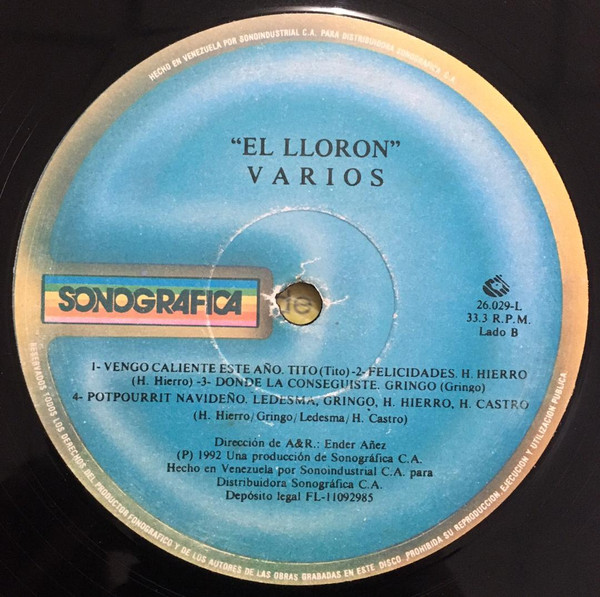 HECHO EN VENEZUELA POR SONOINDUSTRIAL C.A. PARA DISTRIBUIDORA SONOGRAFICA C.A.
"EL LLORON"
VARIOS
SONOGRAFICA
de
26.029-L
33.3 R.P.M.
Lado B
1- VENGO CALIENTE ESTE AÑO. TITO (Tito) -2- FELICIDADES. H. HIERRO
(H. Hierro) -3- DONDE LA CONSEGUISTE. GRINGO (Gringo)
4- POTPOURRIT NAVIDEÑO. LEDESMA, GRINGO, H. HIERRO, H. CASTRO
(H. Hierro/Gringo/Ledesma/H. Castro)
Dirección de A&R.: Ender Añez
(P) 1992 Una producción de Sonográfica C.A.
Hecho en Venezuela por Sonoindustrial C.A. para
Distribuidora Sonográfica C.A.
Depósito legal FL-11092985
RESERVADOS TODOS LOS DERECHOS DEL PRODUCTOR FONOGRAFICO Y DE LOS AUTORES DE LAS OBRAS GRABADAS EN ESTE DISCO. PROHIBIDA SU REPRODUCCION, EJECUCION Y UTILIZACION PUBLICA